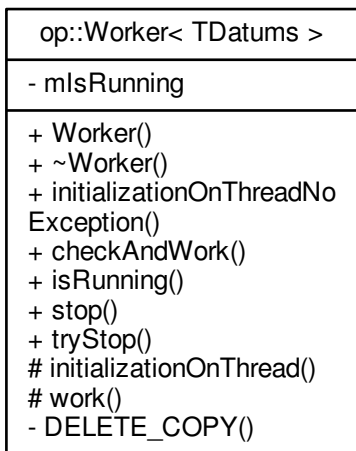 op::Worker< TDatums >
- mIsRunning
+ Worker()
+ ~Worker()
+ initializationOnThreadNo
Exception()
+ checkAndWork()
+ isRunning()
+ stop()
+ tryStop()
# initializationOnThread()
# work()
- DELETE_COPY()